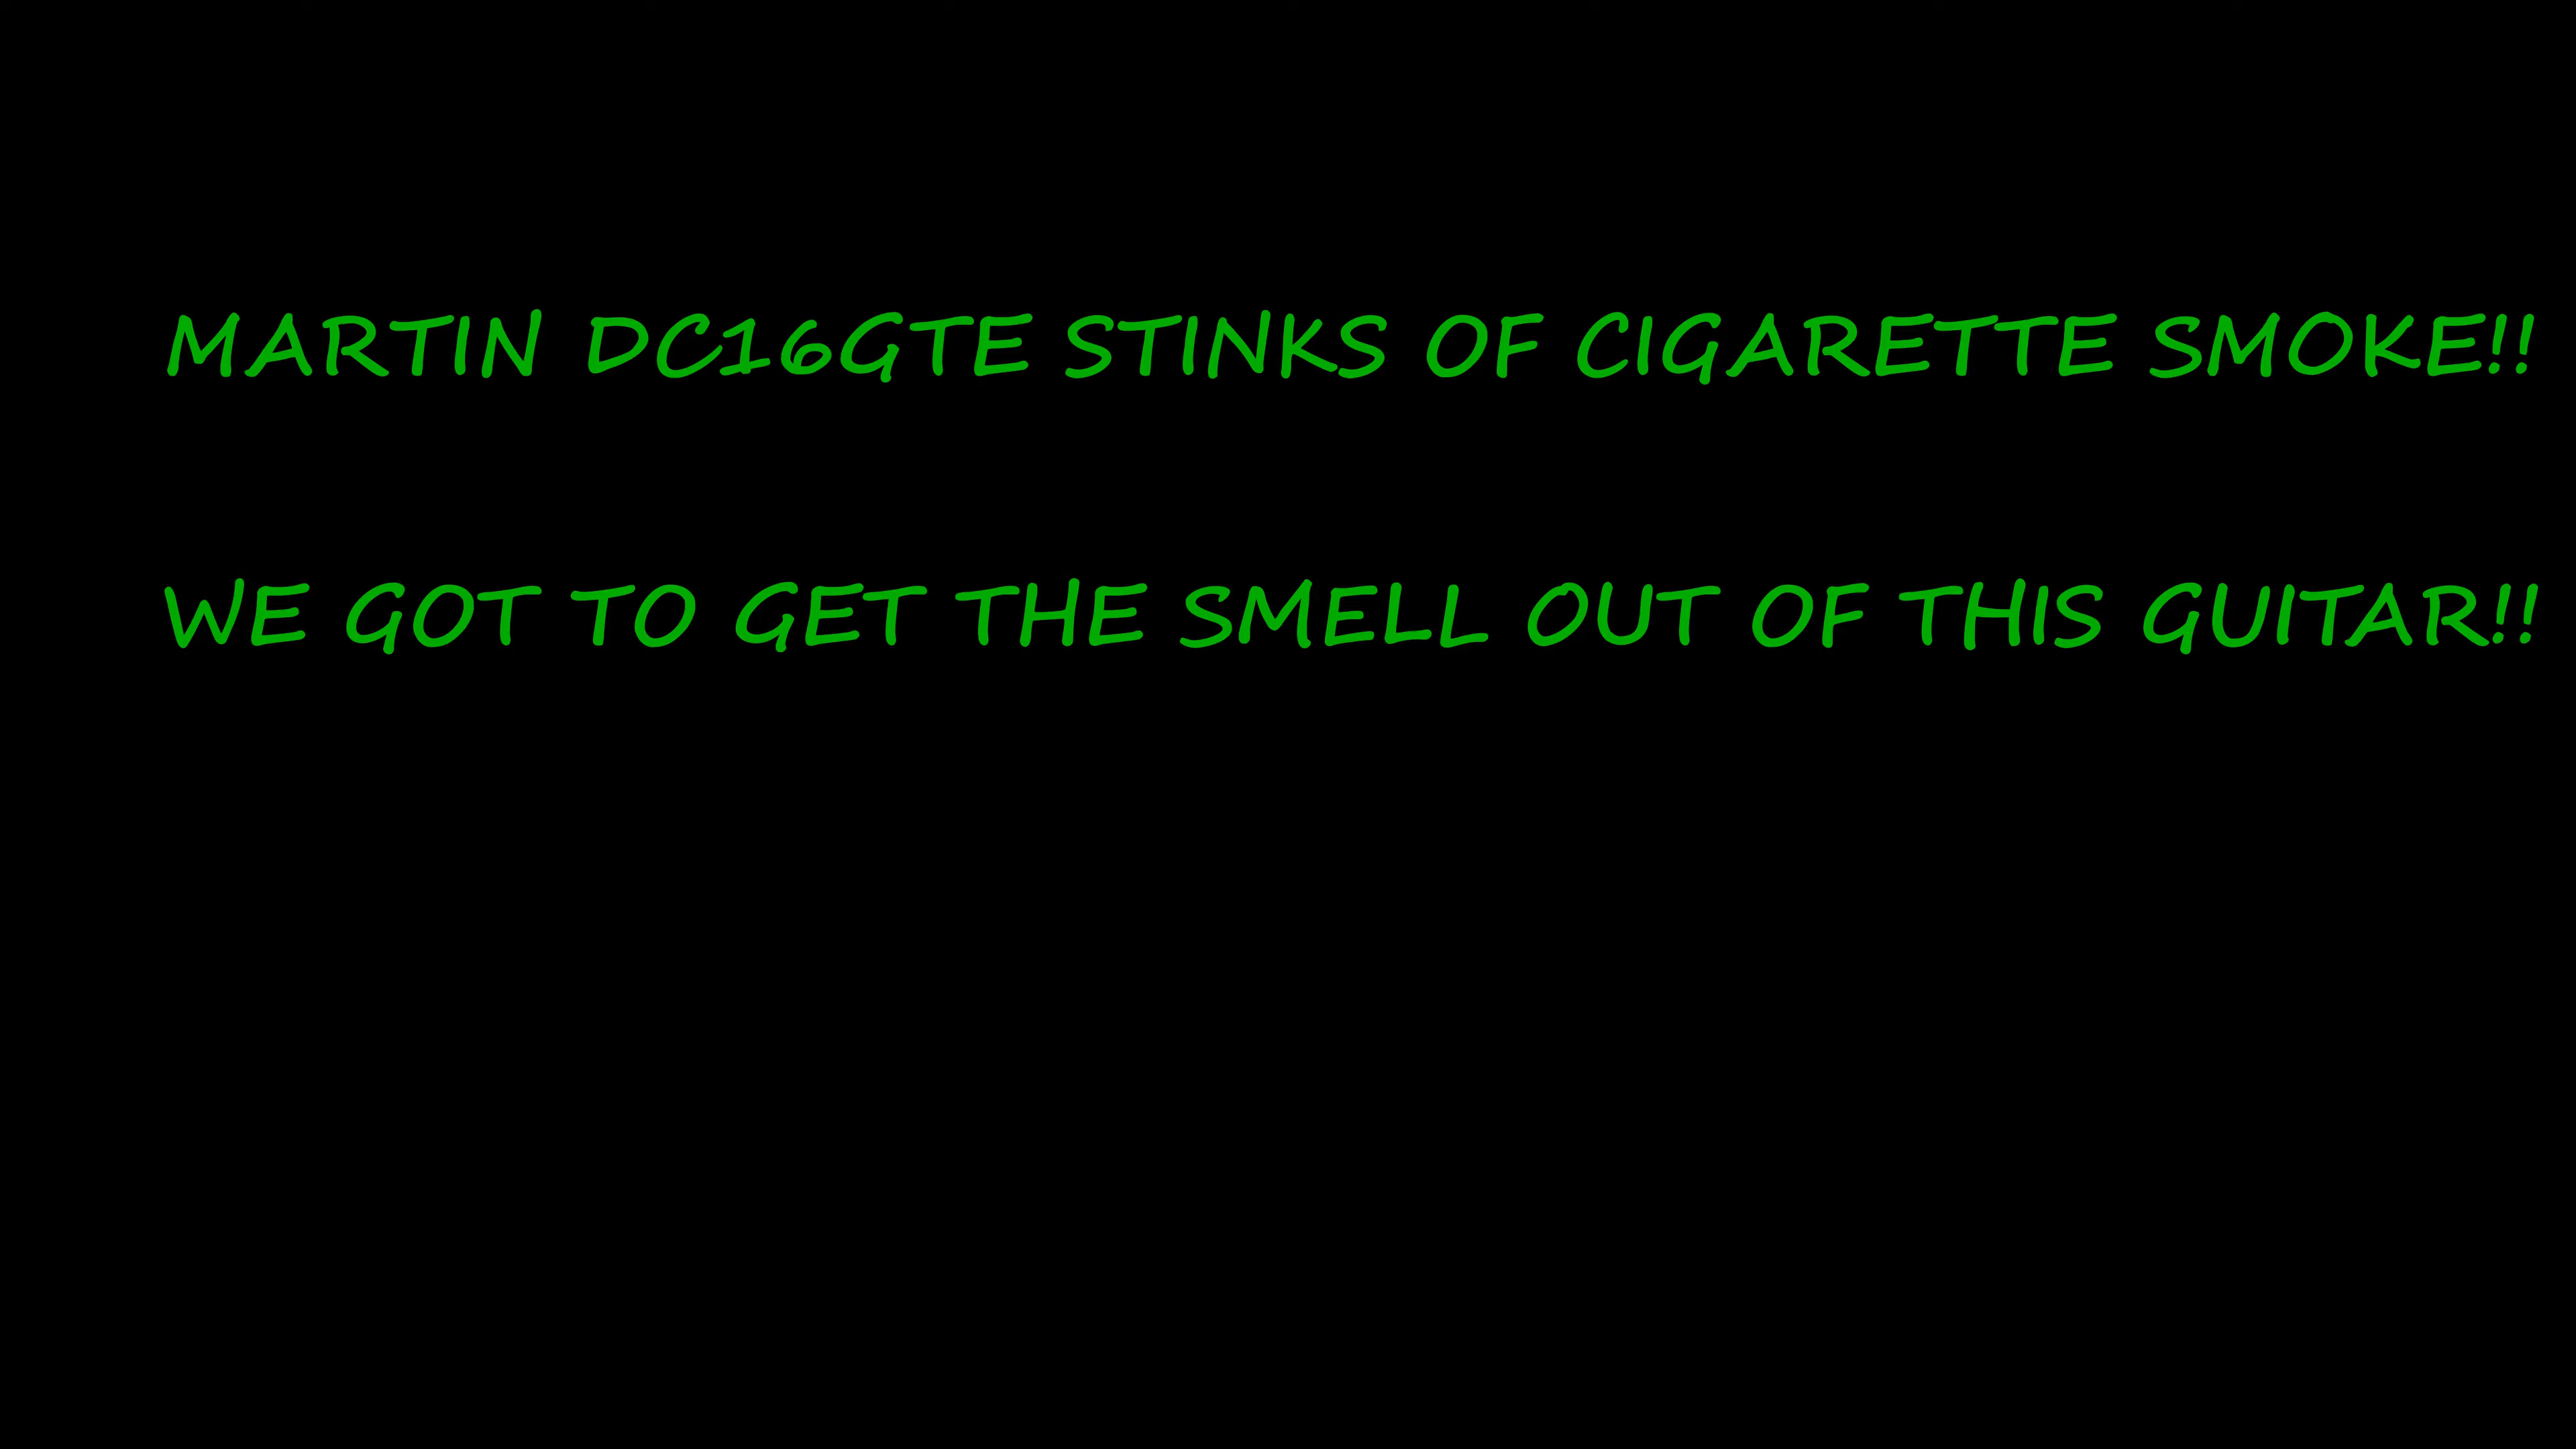 MARTIN DC16GTE STINKS OF CIGARETTE SMOKE!!
WE GOT TO GET THE SMELL OUT OF THIS GUITAR!!